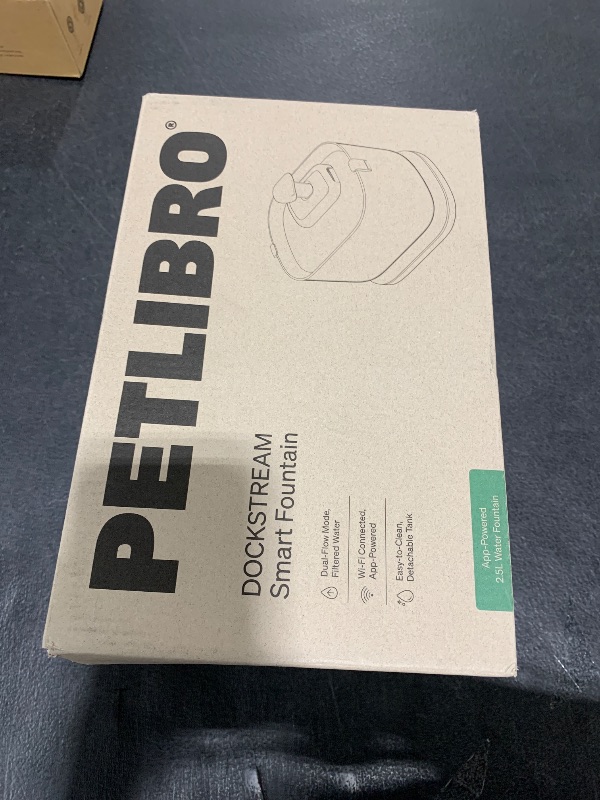 PETLIBRO®
DOCKSTREAM
Smart Fountain
Dual-Flow Mode,
Filtered Water
Wi-Fi Connected,
App-Powered
Easy-to-Clean,
Detachable Tank
App-Powered
2.5L Water Fountain